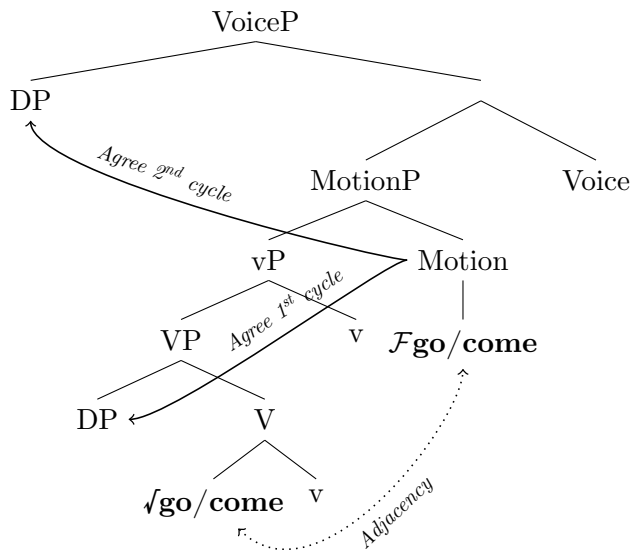 VoiceP
DP
MotionP Voice
Agree 2nd cycle
vP Motion
Agree 1st cycle
VP v ℱgo/come
DP V
√go/come v
Adjacency